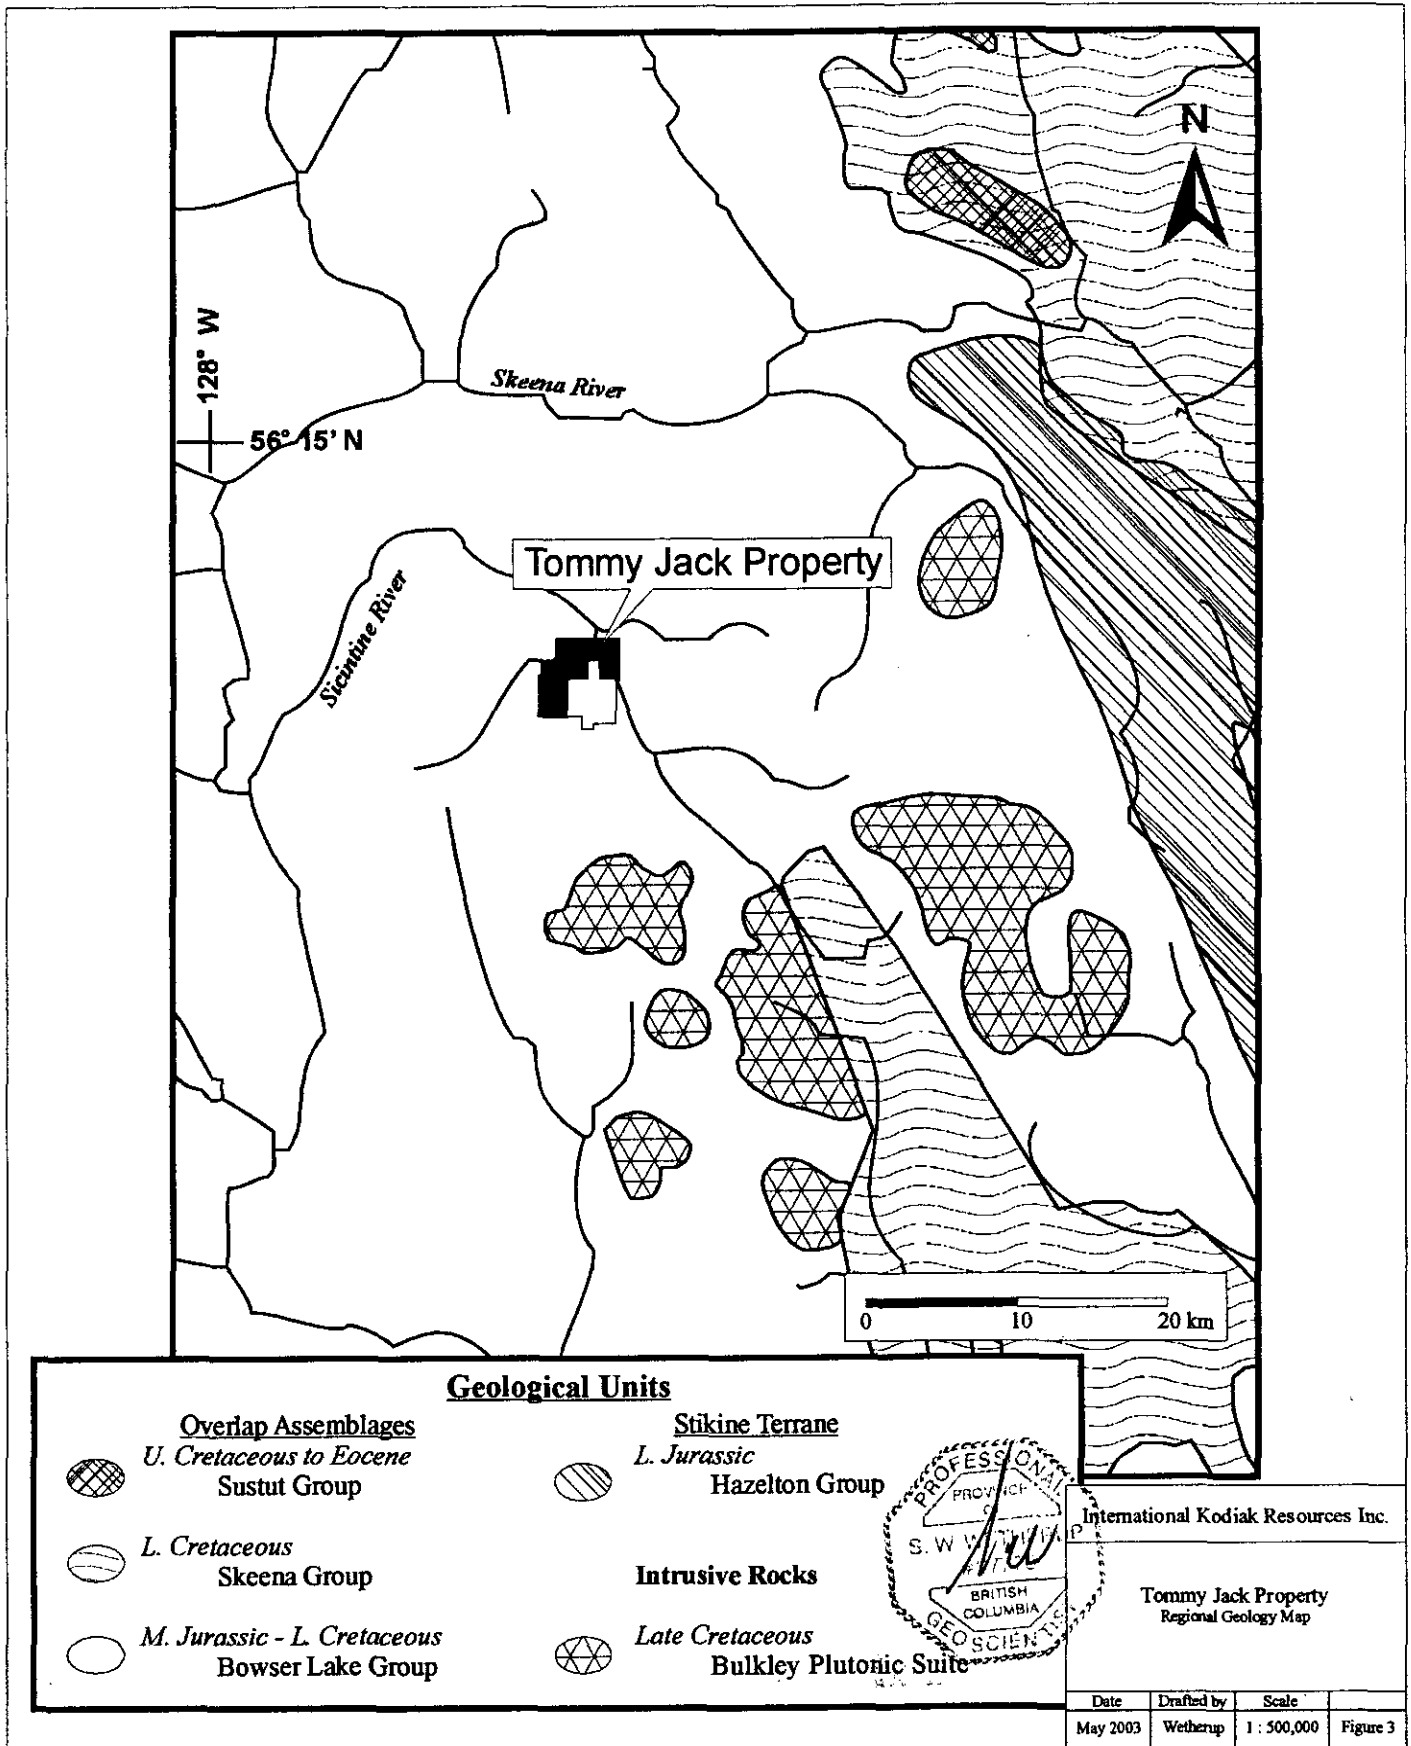 N
128° W
Skeena River
56° 15' N
Tommy Jack Property
Sicintine River
0 10 20 km
Geological Units
Overlap Assemblages
U. Cretaceous to Eocene
Sustut Group
L. Cretaceous
Skeena Group
M. Jurassic - L. Cretaceous
Bowser Lake Group
Stikine Terrane
L. Jurassic
Hazelton Group
Intrusive Rocks
Late Cretaceous
Bulkley Plutonic Suite
PROFESSIONAL
PROVINCE
S. W.
BRITISH
COLUMBIA
GEOSCIENTIST
International Kodiak Resources Inc.
Tommy Jack Property
Regional Geology Map
Date Drafted by Scale
May 2003 Wetherup 1 : 500,000 Figure 3